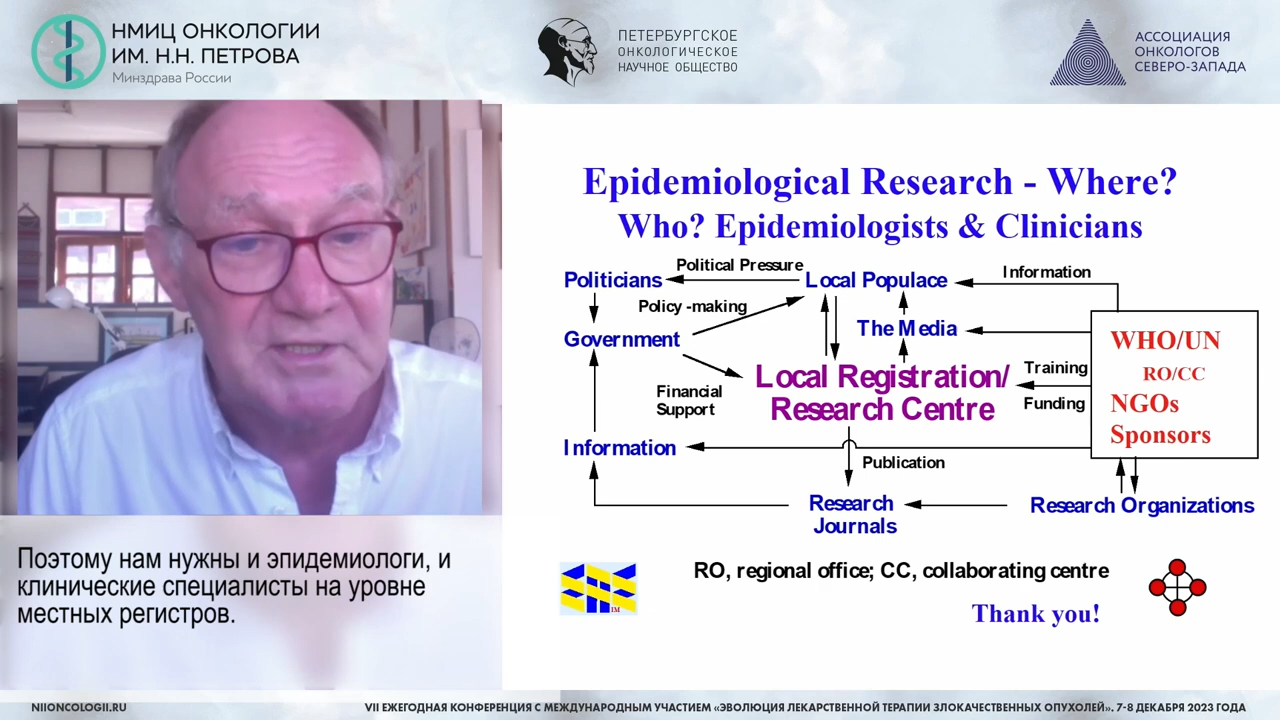 НМИЦ ОНКОЛОГИИ
ИМ. Н.Н. ПЕТРОВА
Минздрава России
ПЕТЕРБУРГСКОЕ
ОНКОЛОГИЧЕСКОЕ
НАУЧНОЕ ОБЩЕСТВО
АССОЦИАЦИЯ
ОНКОЛОГОВ
СЕВЕРО-ЗАПАДА
Epidemiological Research - Where?
Who? Epidemiologists & Clinicians
Politicians
Political Pressure
Local Populace
Information
Policy -making
Government
The Media
WHO/UN
RO/CC
NGOs
Sponsors
Financial
Support
Local Registration/
Research Centre
Training
Funding
Information
Publication
Research
Journals
Research Organizations
RO, regional office; CC, collaborating centre
IM
Thank you!
Поэтому нам нужны и эпидемиологи, и
клинические специалисты на уровне
местных регистров.
NIIONCOLOGII.RU
VII ЕЖЕГОДНАЯ КОНФЕРЕНЦИЯ С МЕЖДУНАРОДНЫМ УЧАСТИЕМ «ЭВОЛЮЦИЯ ЛЕКАРСТВЕННОЙ ТЕРАПИИ ЗЛОКАЧЕСТВЕННЫХ ОПУХОЛЕЙ». 7-8 ДЕКАБРЯ 2023 ГОДА